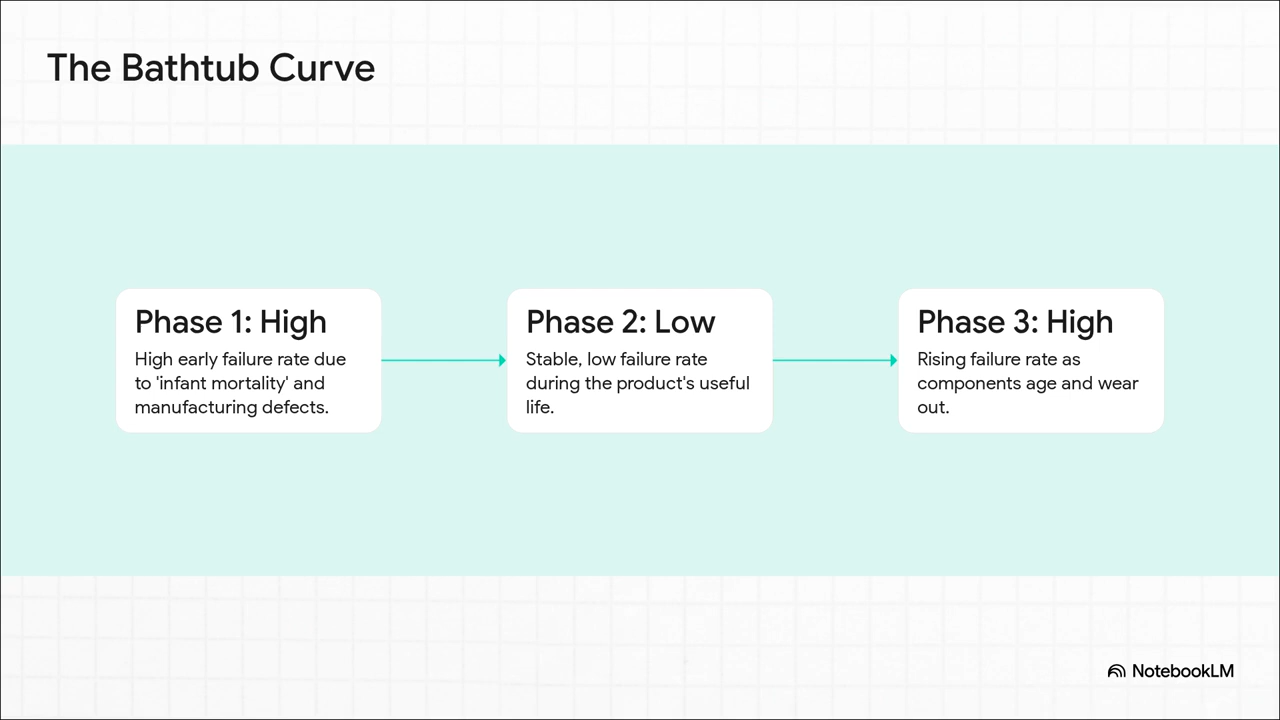 The Bathtub Curve
Phase 1: High
High early failure rate due
to 'infant mortality' and
manufacturing defects.
Phase 2: Low
Stable, low failure rate
during the product's useful
life.
Phase 3: High
Rising failure rate as
components age and wear
out.
NotebookLM